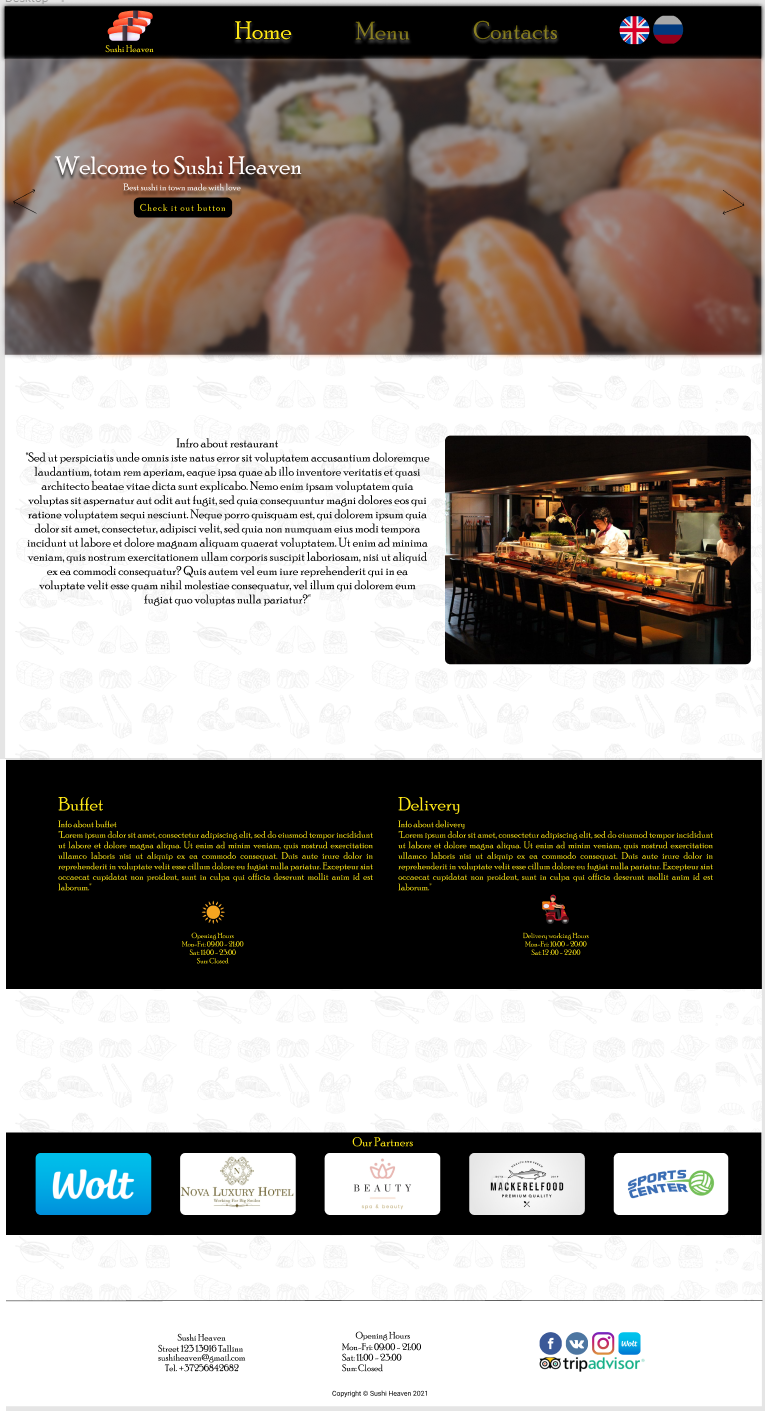 Sushi Heaven
Home
Menu
Contacts
Welcome to Sushi Heaven
Best sushi in town made with love
Check it out button
Infro about restaurant
"Sed ut perspiciatis unde omnis iste natus error sit voluptatem accusantium doloremque
laudantium, totam rem aperiam, eaque ipsa quae ab illo inventore veritatis et quasi
architecto beatae vitae dicta sunt explicabo. Nemo enim ipsam voluptatem quia
voluptas sit aspernatur aut odit aut fugit, sed quia consequuntur magni dolores eos qui
ratione voluptatem sequi nesciunt. Neque porro quisquam est, qui dolorem ipsum quia
dolor sit amet, consectetur, adipisci velit, sed quia non numquam eius modi tempora
incidunt ut labore et dolore magnam aliquam quaerat voluptatem. Ut enim ad minima
veniam, quis nostrum exercitationem ullam corporis suscipit laboriosam, nisi ut aliquid
ex ea commodi consequatur? Quis autem vel eum iure reprehenderit qui in ea
voluptate velit esse quam nihil molestiae consequatur, vel illum qui dolorem eum
fugiat quo voluptas nulla pariatur?"
Buffet
Info about buffet
"Lorem ipsum dolor sit amet, consectetur adipiscing elit, sed do eiusmod tempor incididunt
ut labore et dolore magna aliqua. Ut enim ad minim veniam, quis nostrud exercitation
ullamco laboris nisi ut aliquip ex ea commodo consequat. Duis aute irure dolor in
reprehenderit in voluptate velit esse cillum dolore eu fugiat nulla pariatur. Excepteur sint
occaecat cupidatat non proident, sunt in culpa qui officia deserunt mollit anim id est
laborum."
Opening Hours
Mon-Fri: 09:00 - 21:00
Sat: 11:00 - 23:00
Sun: Closed
Delivery
Info about delivery
"Lorem ipsum dolor sit amet, consectetur adipiscing elit, sed do eiusmod tempor incididunt
ut labore et dolore magna aliqua. Ut enim ad minim veniam, quis nostrud exercitation
ullamco laboris nisi ut aliquip ex ea commodo consequat. Duis aute irure dolor in
reprehenderit in voluptate velit esse cillum dolore eu fugiat nulla pariatur. Excepteur sint
occaecat cupidatat non proident, sunt in culpa qui officia deserunt mollit anim id est
laborum."
Delivery working Hours
Mon-Fri: 10:00 - 20:00
Sat: 12:00 - 22:00
Our Partners
Wolt
N
NOVA LUXURY HOTEL
BEAUTY
spa & beauty
MACKERELFOOD
PREMIUM QUALITY
SPORTS
CENTER
Sushi Heaven
Street 123 13916 Tallinn
sushiheaven@gmail.com
Tel. +37256842682
Opening Hours
Mon-Fri: 09:00 - 21:00
Sat: 11:00 - 23:00
Sun: Closed
Wolt
tripadvisor
Copyright © Sushi Heaven 2021